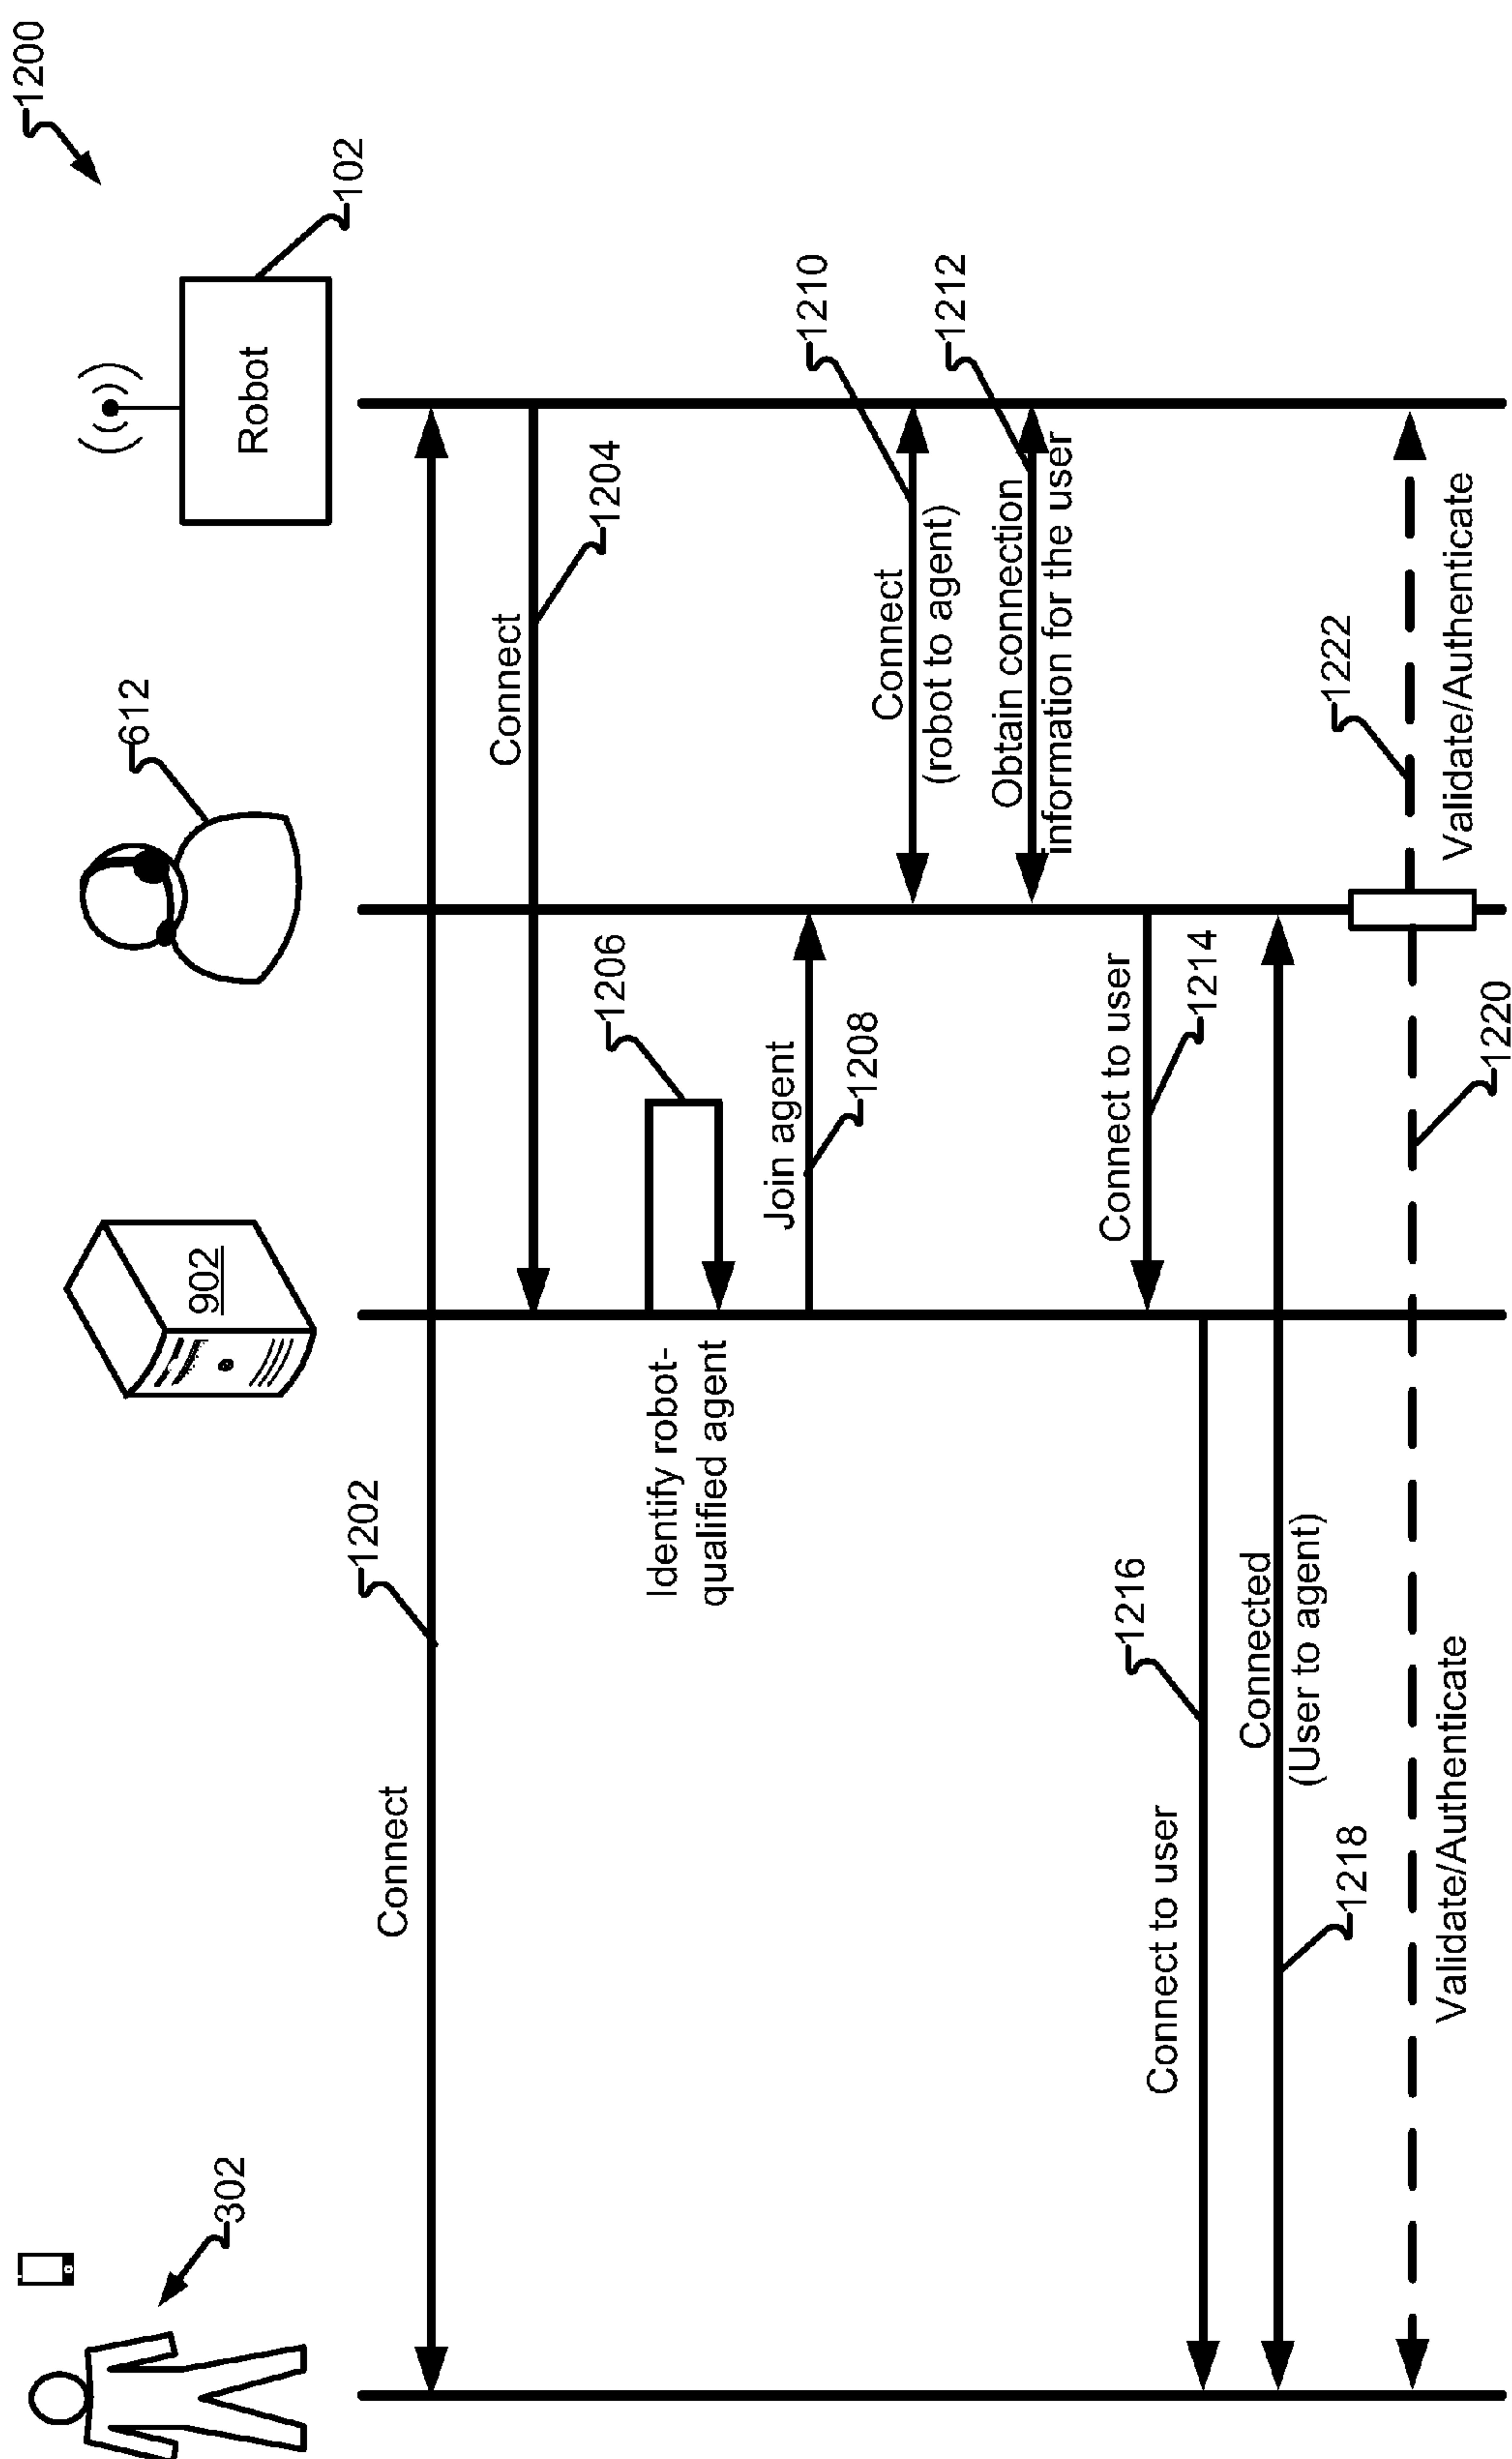 1200
302
902
612
Robot
102
1202
Connect
Connect
1204
Identify robot-
qualified agent
1206
Join agent
1208
Connect
(robot to agent)
1210
Obtain connection
information for the user
1212
Connect to user
1214
Connect to user
1216
Connected
(User to agent)
1218
Validate/Authenticate
1220
Validate/Authenticate
1222